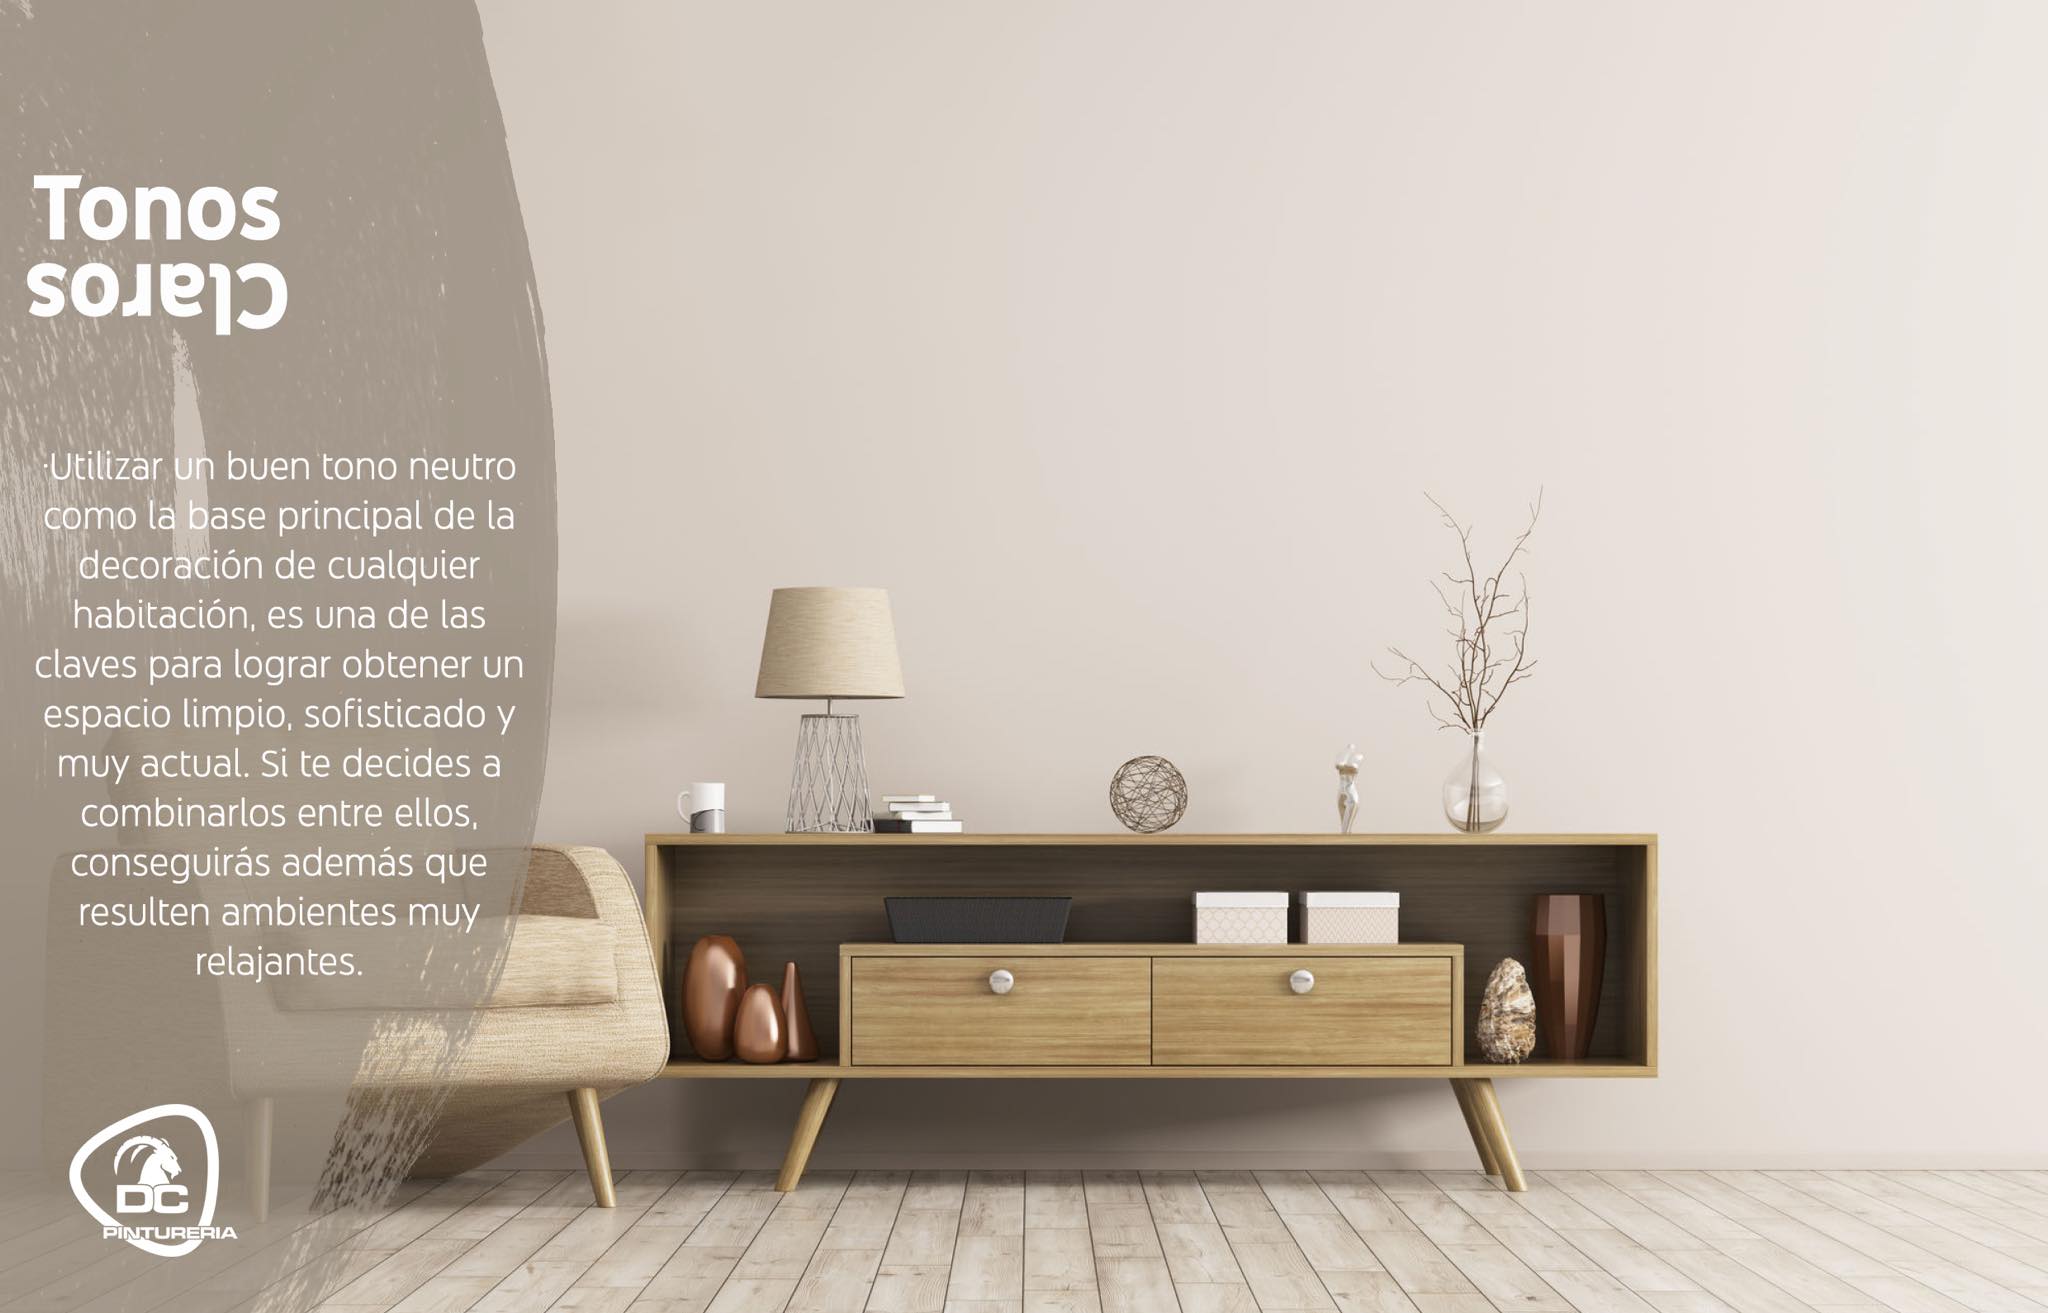 Tonos
claros
·Utilizar un buen tono neutro
como la base principal de la
decoración de cualquier
habitación, es una de las
claves para lograr obtener un
espacio limpio, sofisticado y
muy actual. Si te decides a
combinarlos entre ellos,
conseguirás además que
resulten ambientes muy
relajantes.
DC
PINTURERIA